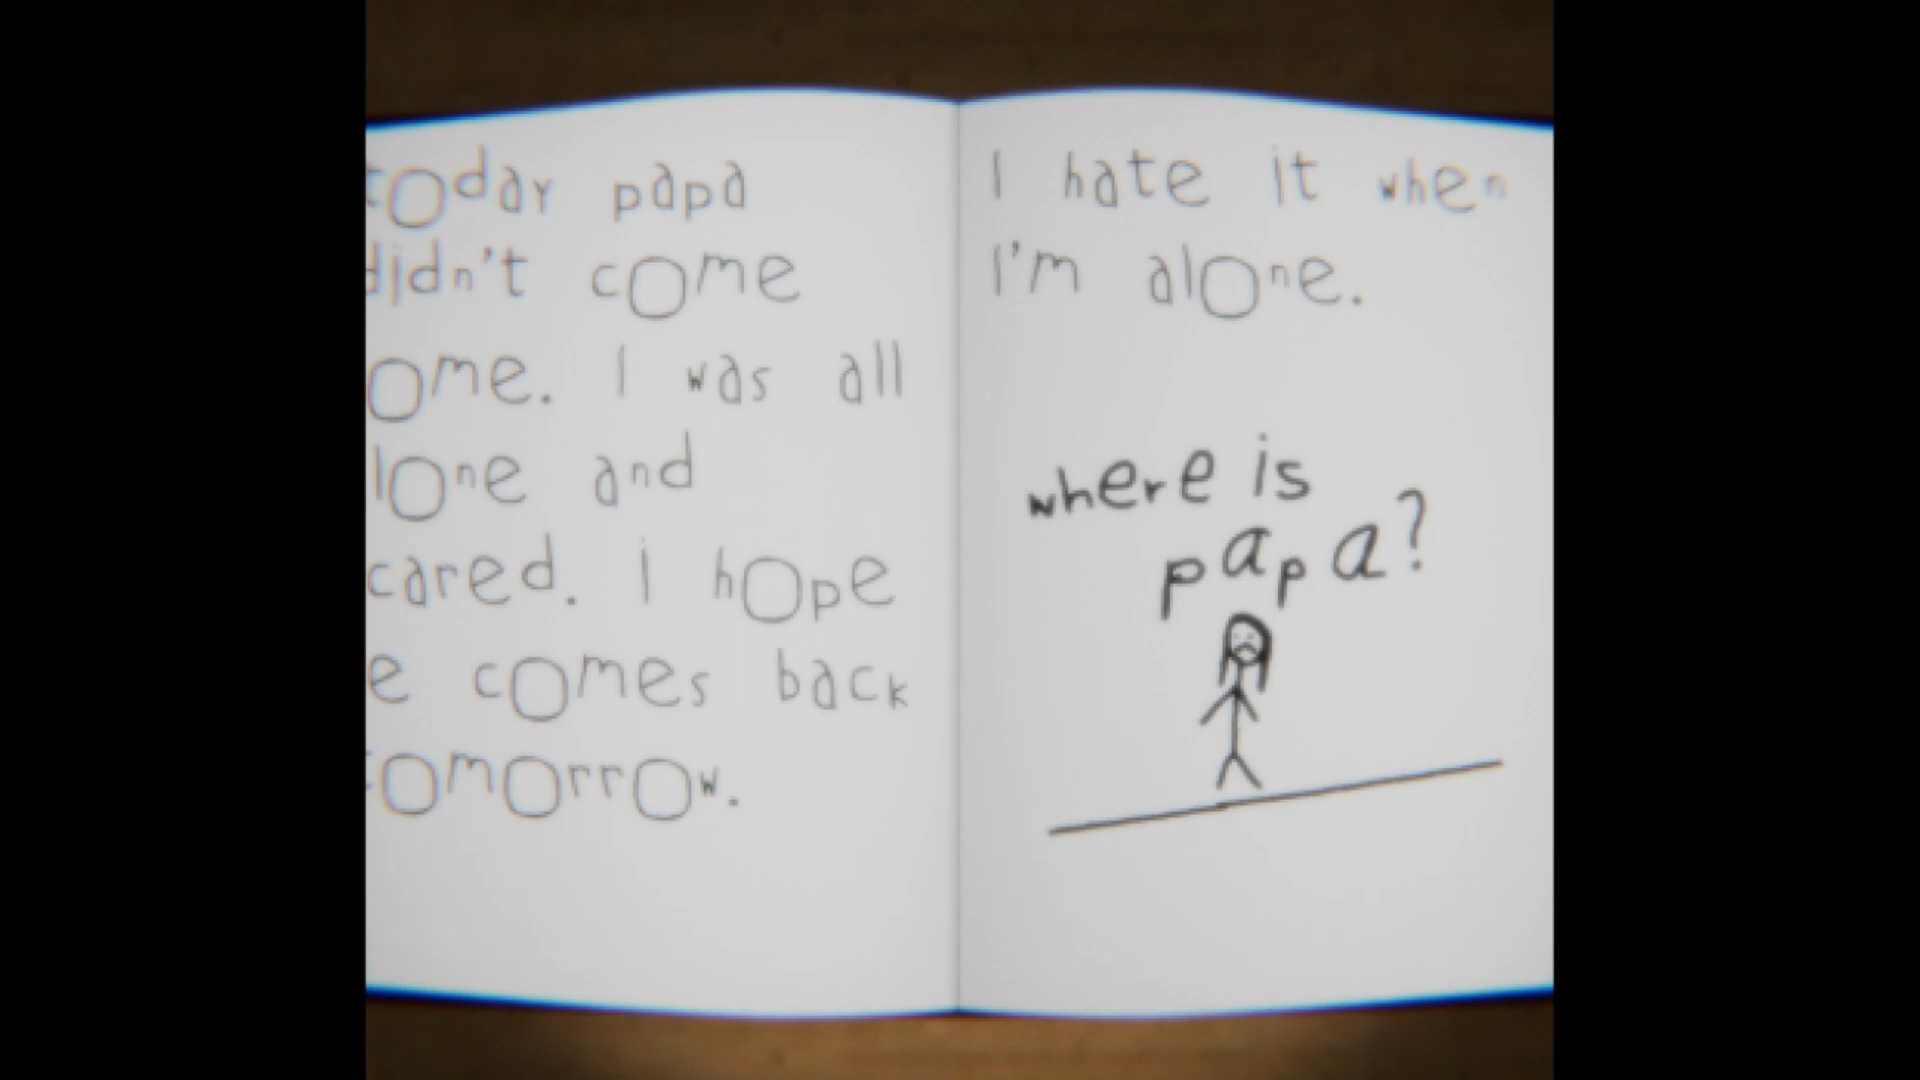 today papa
didn't come
ome. I was all
lone and
cared. I hope
e comes back
tomorrow.
I hate it when
I'm alone.
where is
papa?